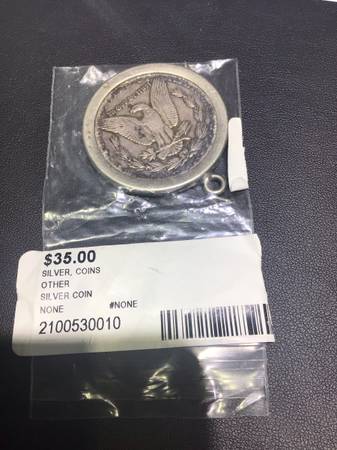 $35.00
SILVER, COINS
OTHER
SILVER COIN
NONE #NONE
2100530010